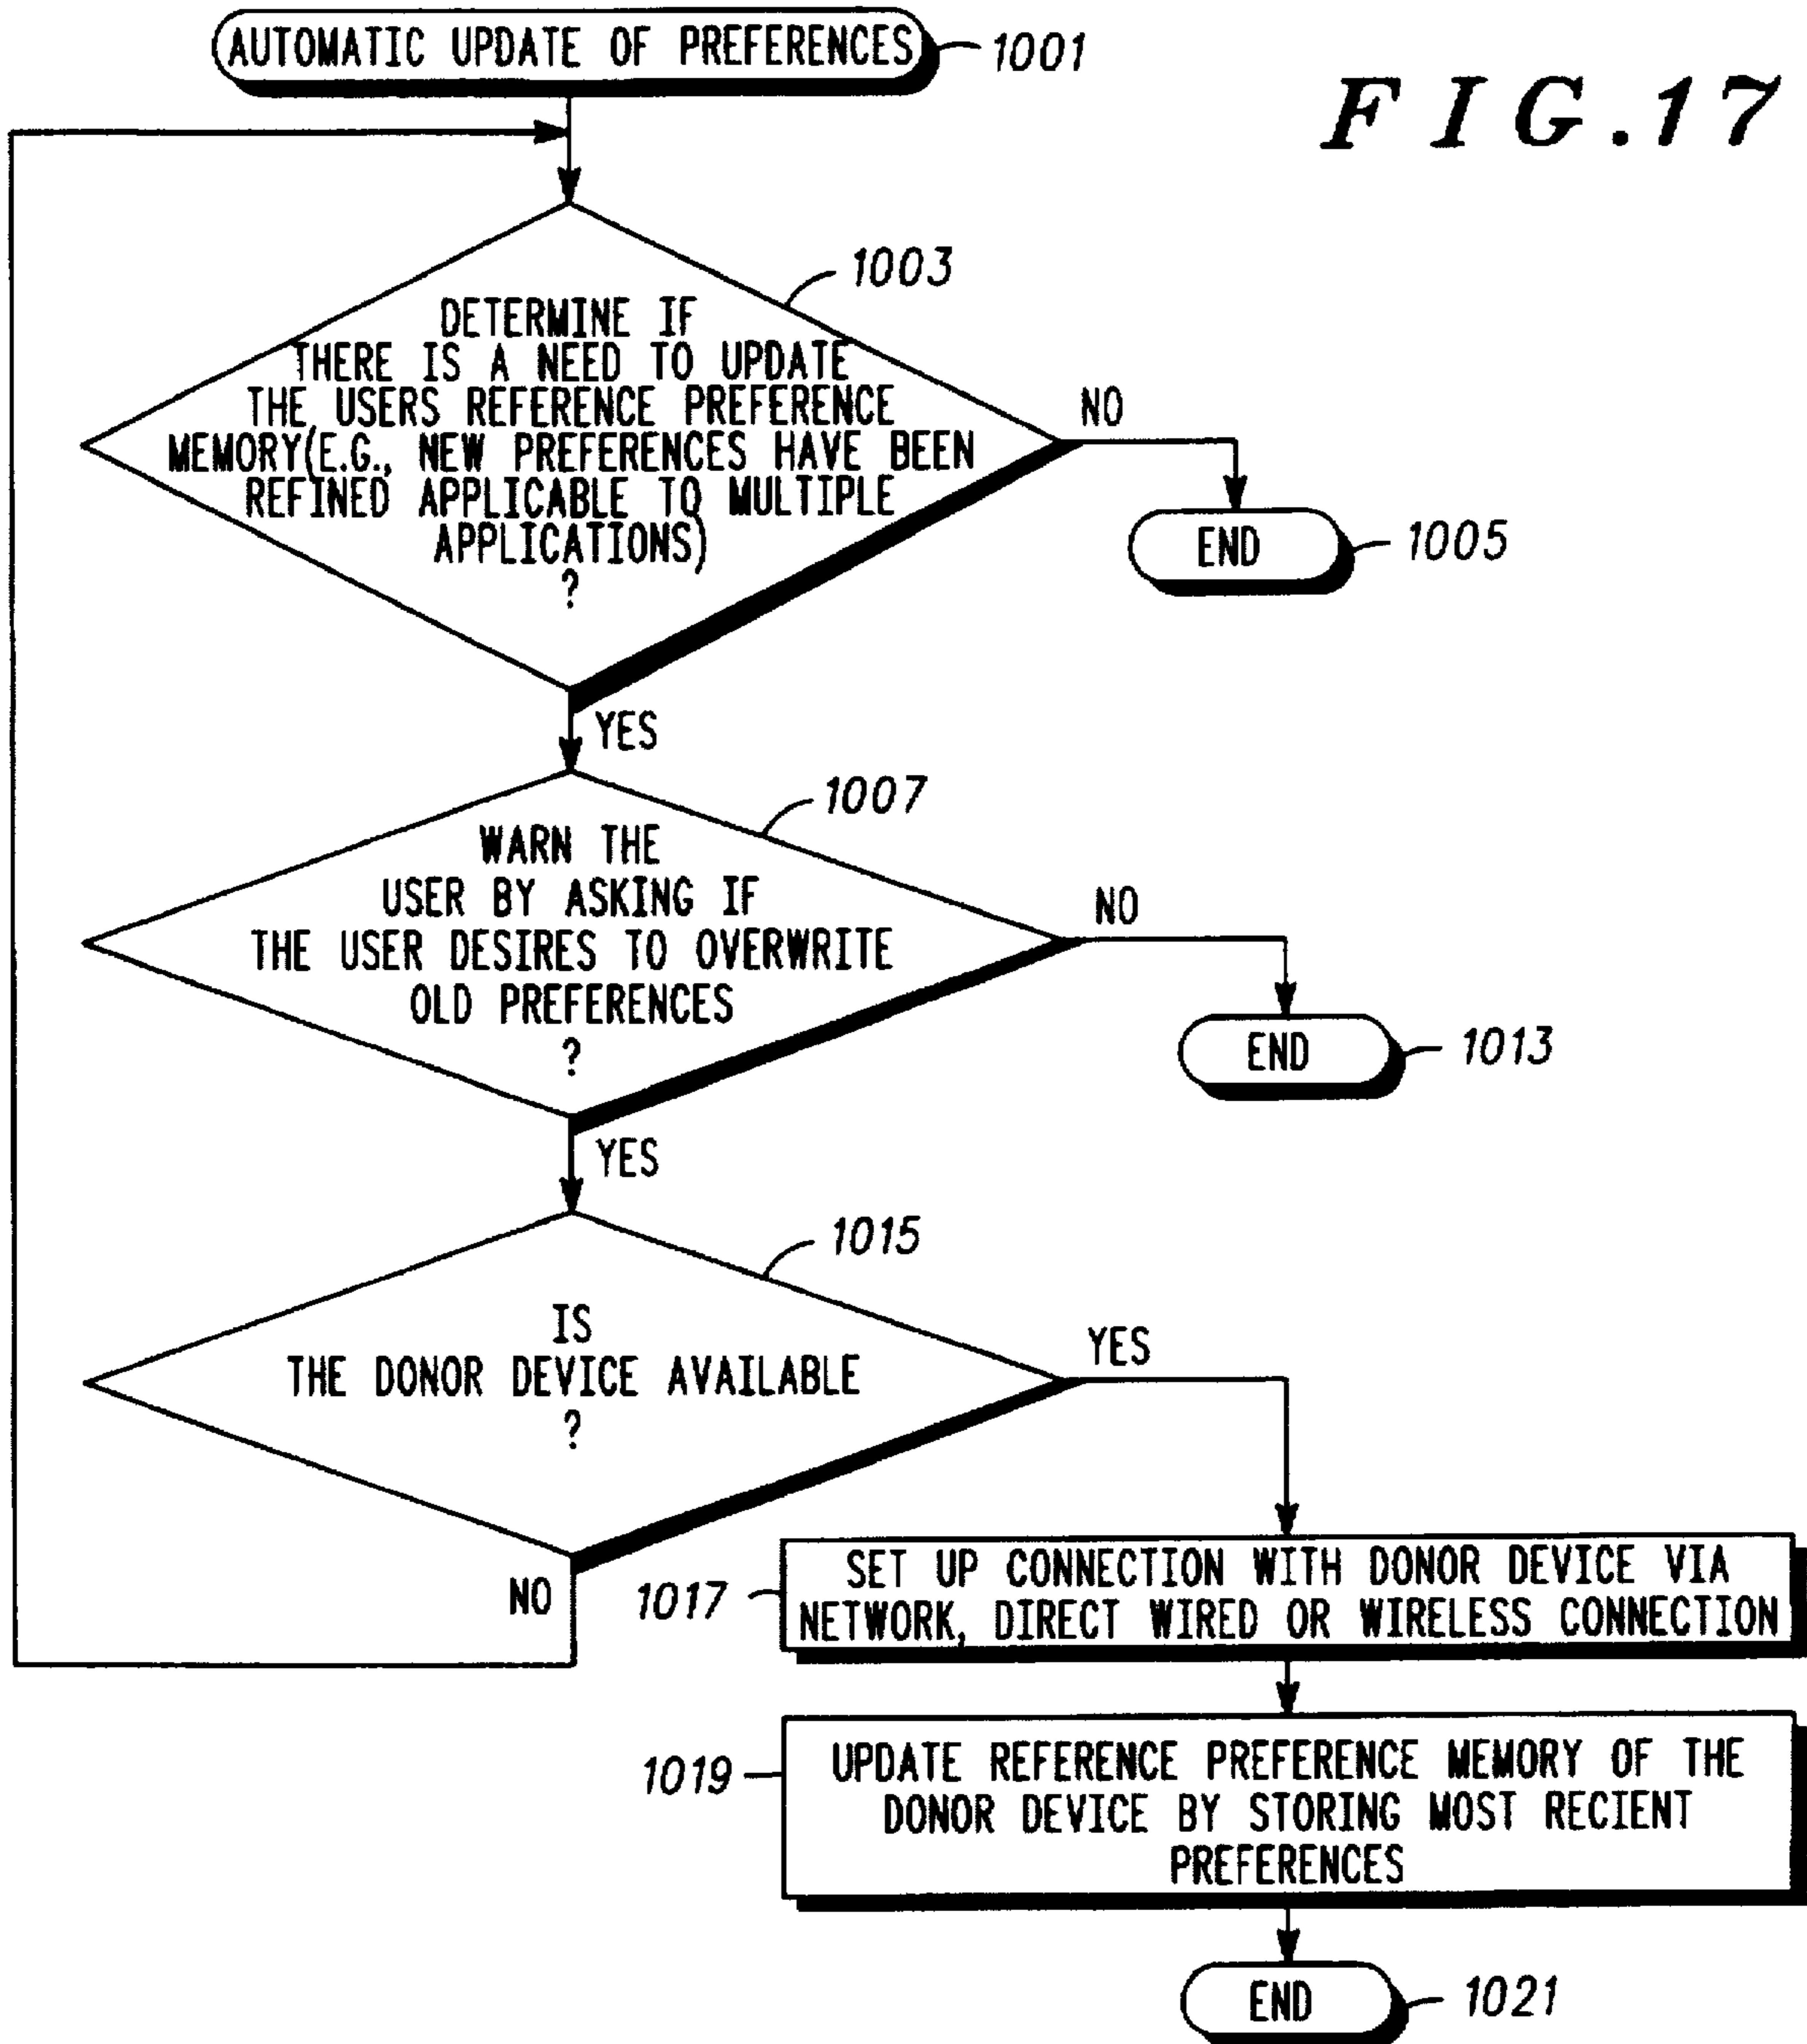 AUTOMATIC UPDATE OF PREFERENCES
1001
FIG.17
1003
DETERMINE IF
THERE IS A NEED TO UPDATE
THE USERS REFERENCE PREFERENCE
MEMORY(E.G., NEW PREFERENCES HAVE BEEN
REFINED APPLICABLE TO MULTIPLE
APPLICATIONS)
?
NO
END
1005
YES
1007
WARN THE
USER BY ASKING IF
THE USER DESIRES TO OVERWRITE
OLD PREFERENCES
?
NO
END
1013
YES
1015
IS
THE DONOR DEVICE AVAILABLE
?
YES
NO
1017
SET UP CONNECTION WITH DONOR DEVICE VIA
NETWORK, DIRECT WIRED OR WIRELESS CONNECTION
1019
UPDATE REFERENCE PREFERENCE MEMORY OF THE
DONOR DEVICE BY STORING MOST RECIENT
PREFERENCES
END
1021